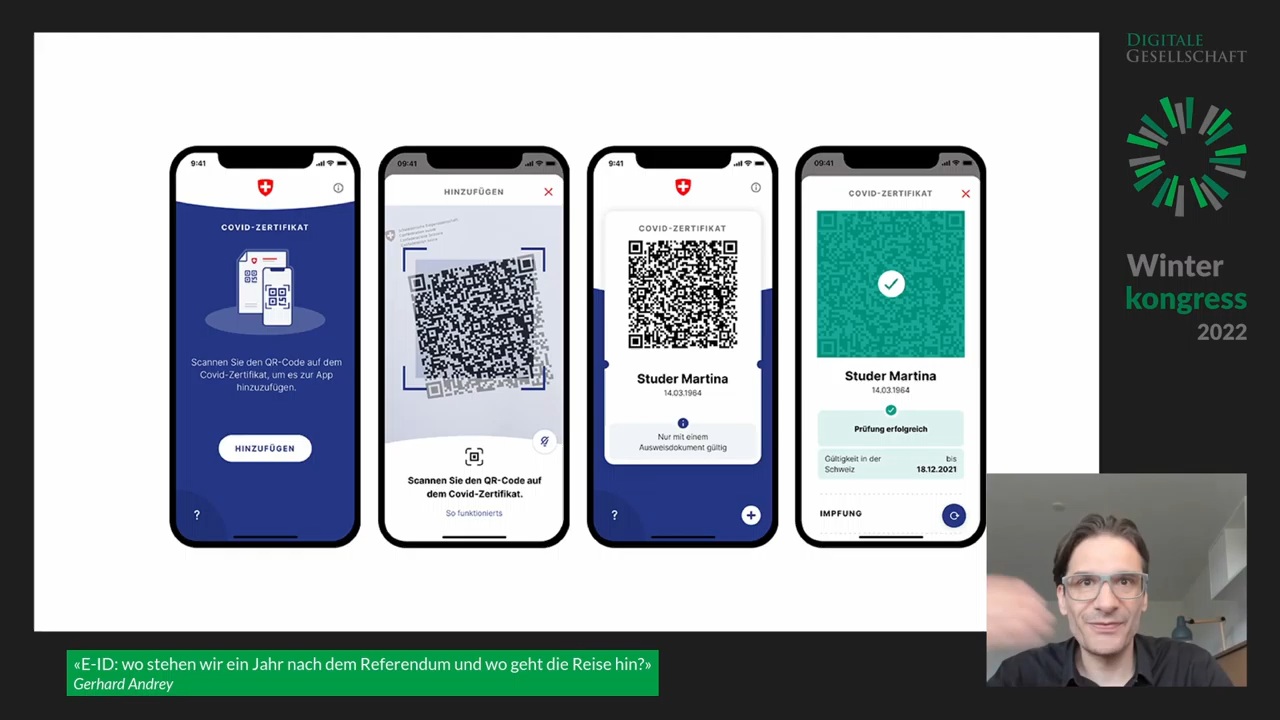 9:41
COVID-ZERTIFIKAT
Scannen Sie den QR-Code auf dem
Covid-Zertifikat, um es zur App
hinzuzufügen.
HINZUFÜGEN
?
09:41
HINZUFÜGEN
Scannen Sie den QR-Code auf
dem Covid-Zertifikat.
So funktionierts
9:41
COVID-ZERTIFIKAT
Studer Martina
14.03.1964
Nur mit einem
Ausweisdokument gültig
?
09:41
COVID-ZERTIFIKAT
Studer Martina
14.03.1964
Prüfung erfolgreich
Gültigkeit in der
Schweiz
bis
18.12.2021
IMPFUNG
DIGITALE
GESELLSCHAFT
Winter
kongress
2022
«E-ID: wo stehen wir ein Jahr nach dem Referendum und wo geht die Reise hin?»
Gerhard Andrey